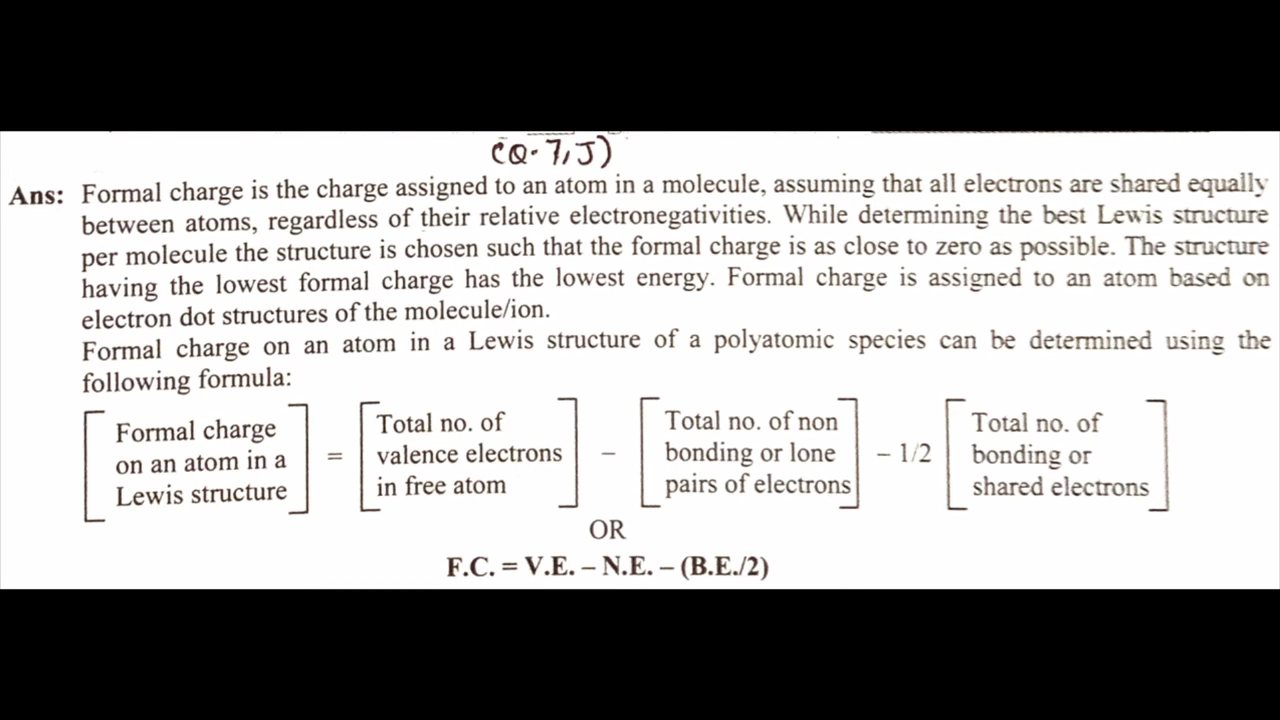 (Q. 7, J)
Ans: Formal charge is the charge assigned to an atom in a molecule, assuming that all electrons are shared equally
between atoms, regardless of their relative electronegativities. While determining the best Lewis structure
per molecule the structure is chosen such that the formal charge is as close to zero as possible. The structure
having the lowest formal charge has the lowest energy. Formal charge is assigned to an atom based on
electron dot structures of the molecule/ion.
Formal charge on an atom in a Lewis structure of a polyatomic species can be determined using the
following formula:
[Formal charge = [Total no. of – [Total no. of non – 1/2 [Total no. of
on an atom in a valence electrons bonding or lone bonding or
Lewis structure] in free atom] pairs of electrons] shared electrons]
OR
F.C. = V.E. – N.E. – (B.E./2)